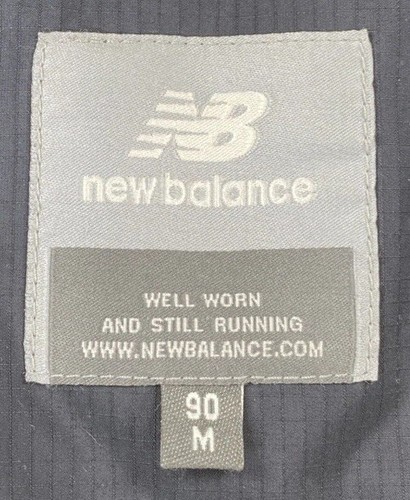 NB
new balance
WELL WORN
AND STILL RUNNING
WWW.NEWBALANCE.COM
90
M